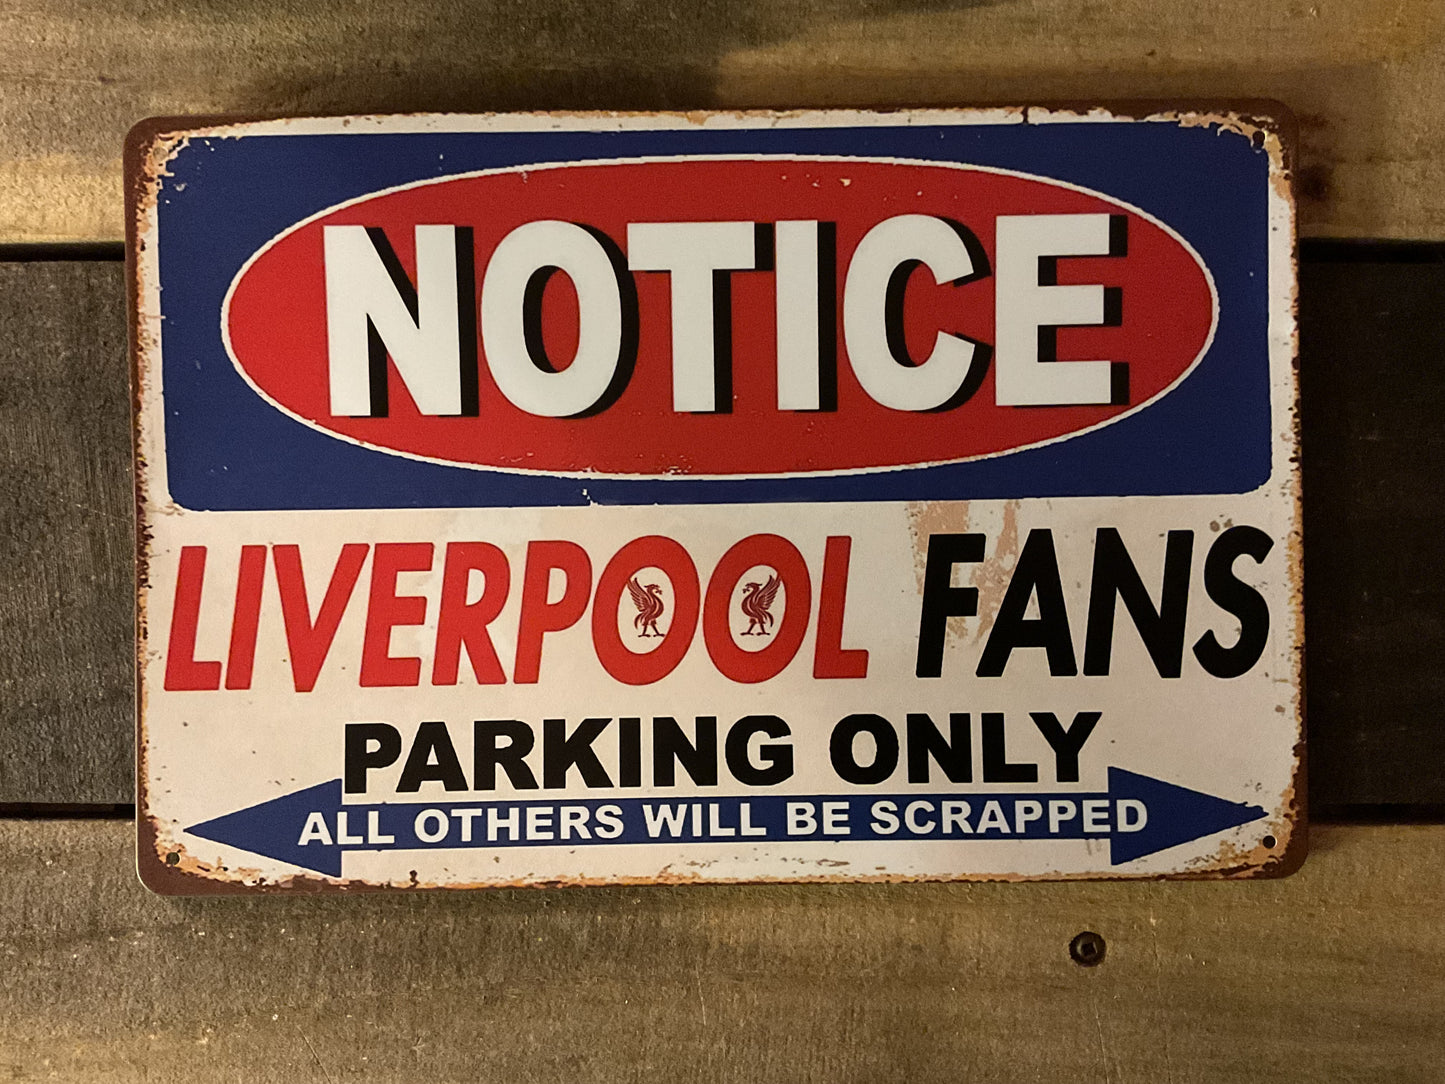 NOTICE
LIVERPOOL FANS
PARKING ONLY
ALL OTHERS WILL BE SCRAPPED